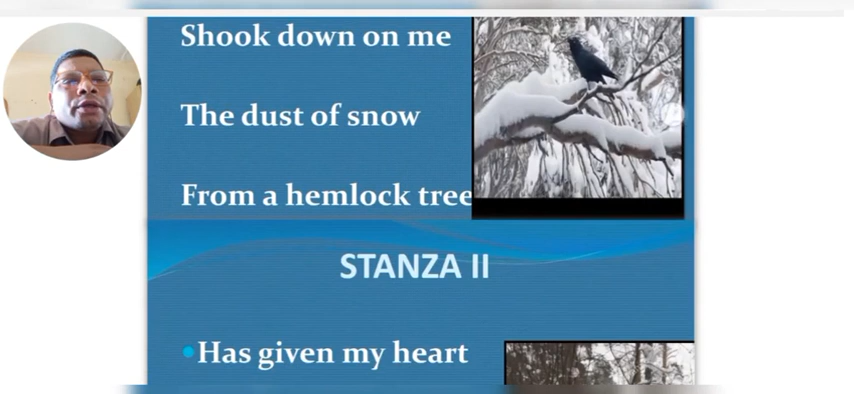 Shook down on me
The dust of snow
From a hemlock tree
STANZA II
•Has given my heart